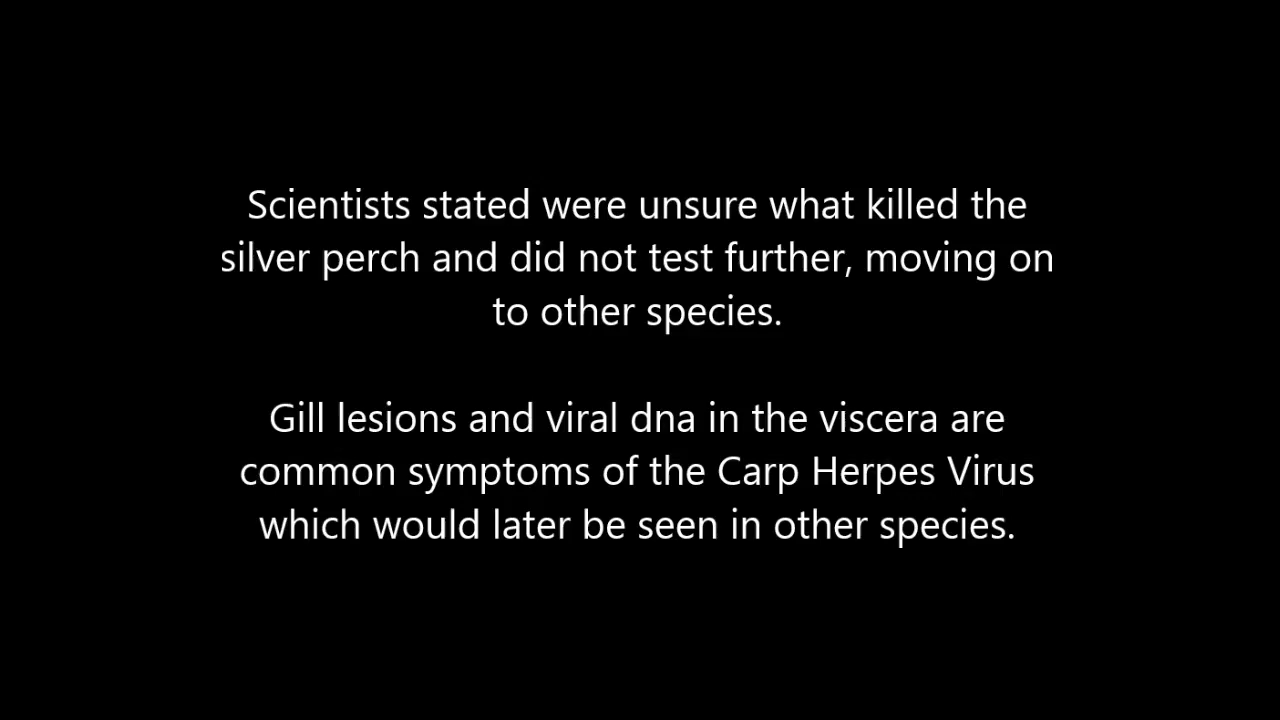 Scientists stated were unsure what killed the
silver perch and did not test further, moving on
to other species.
Gill lesions and viral dna in the viscera are
common symptoms of the Carp Herpes Virus
which would later be seen in other species.